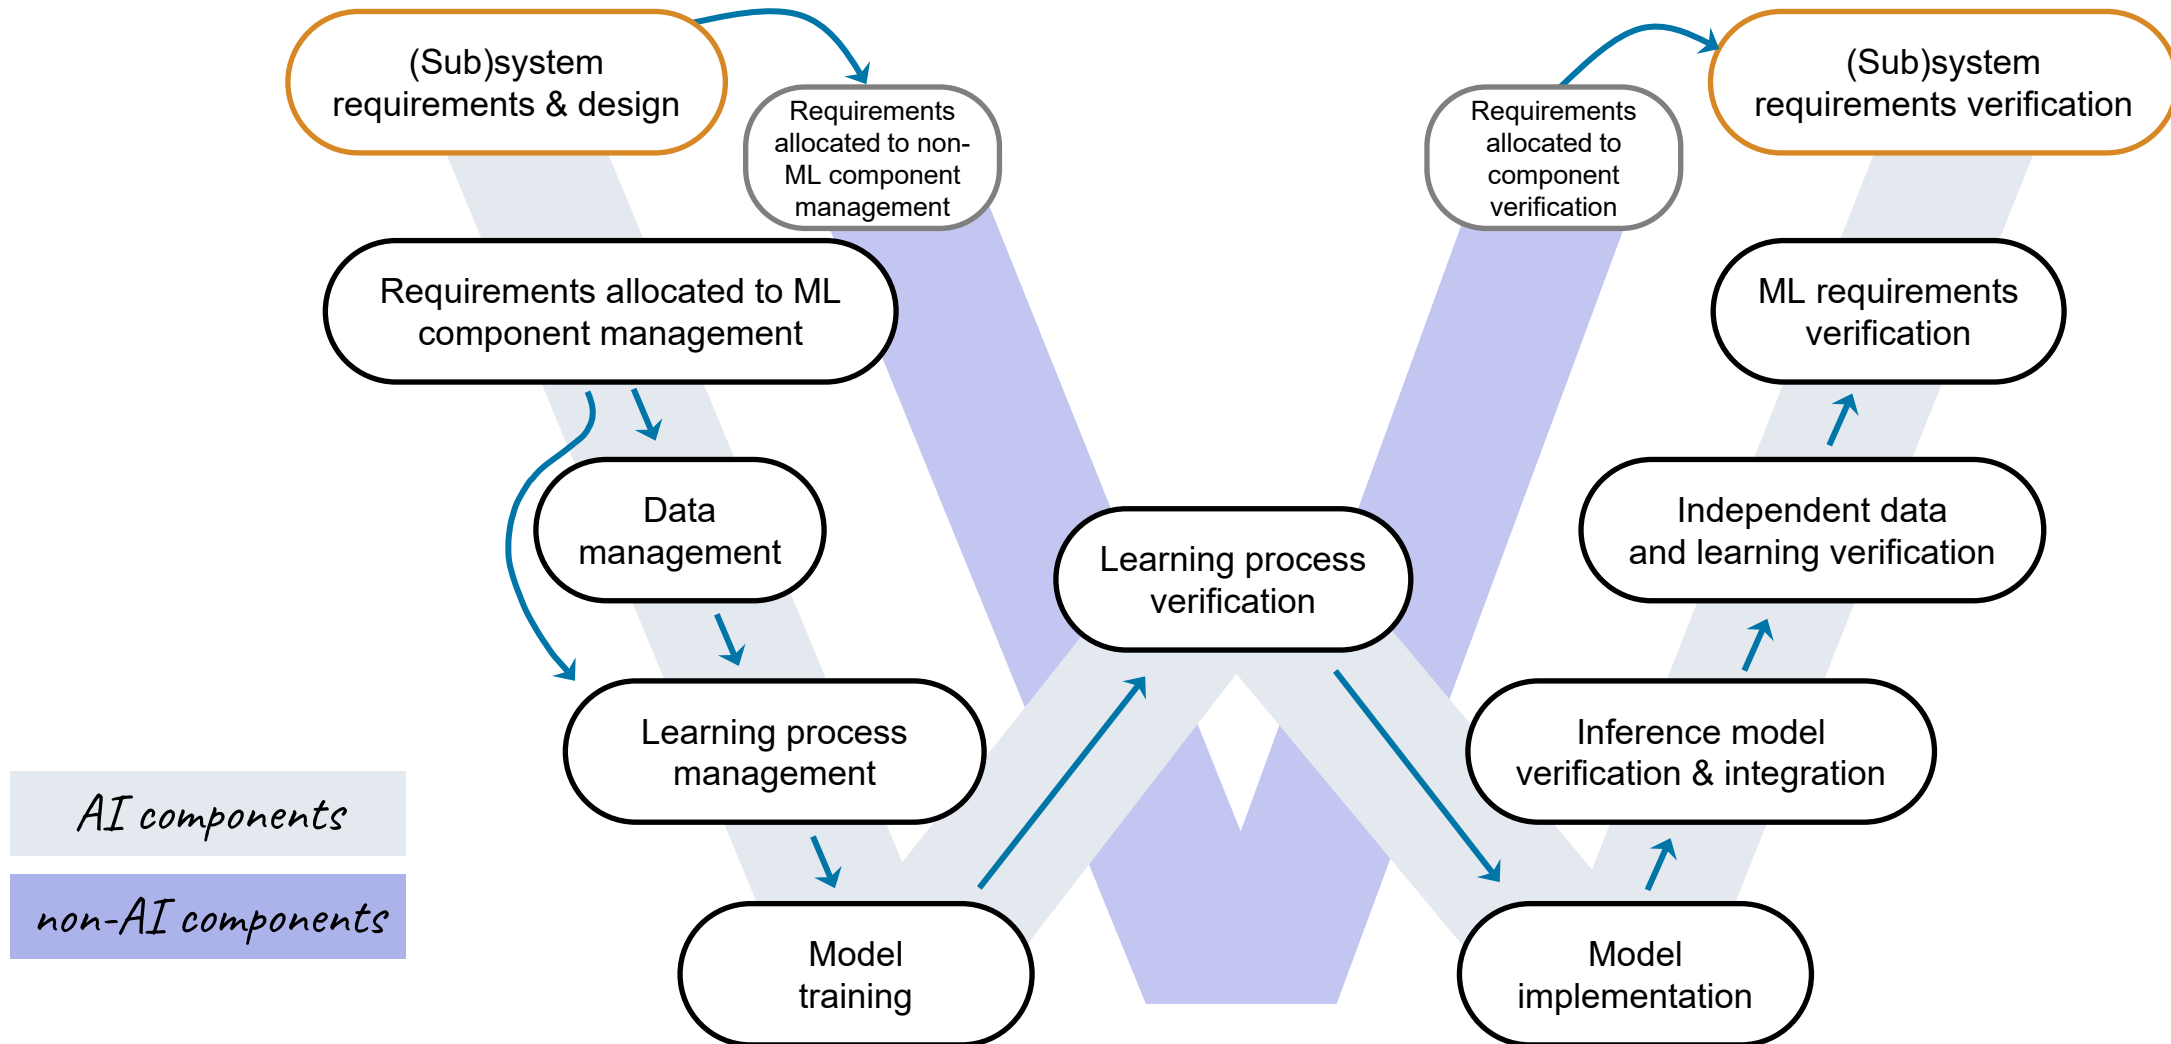 (Sub)system
requirements & design
Requirements
allocated to non-
ML component
management
Requirements
allocated to
component
verification
(Sub)system
requirements verification
Requirements allocated to ML
component management
ML requirements
verification
Data
management
Learning process
verification
Independent data
and learning verification
Learning process
management
Inference model
verification & integration
AI components
non-AI components
Model
training
Model
implementation